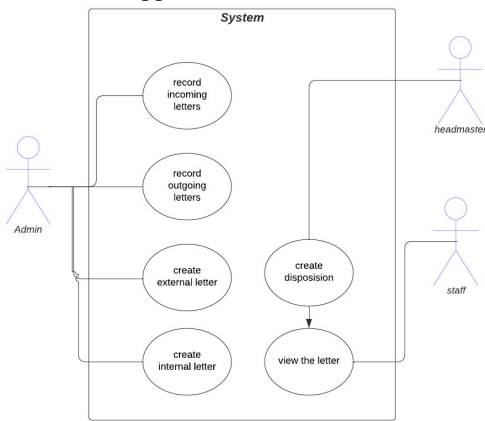 System
record
incoming
letters
headmaster
record
outgoing
letters
Admin
create
external letter
create
disposision
staff
create
internal letter
view the letter